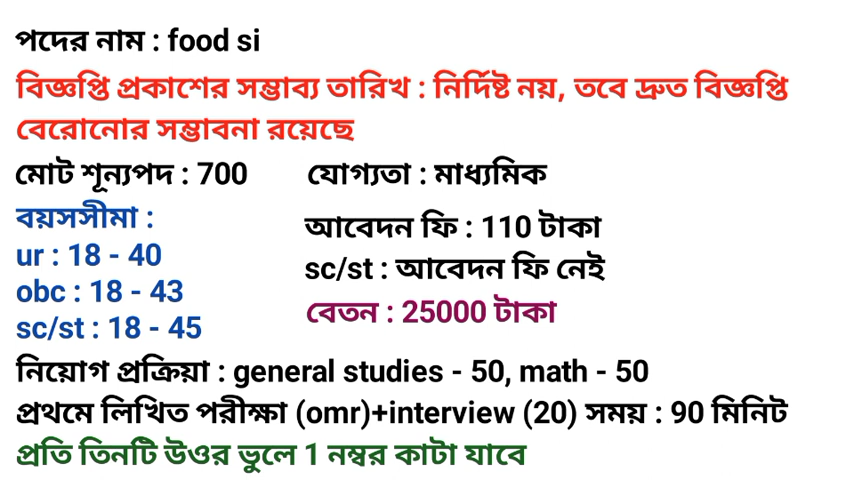 পদের নাম : food si
বিজ্ঞপ্তি প্রকাশের সম্ভাব্য তারিখ : নির্দিষ্ট নয়, তবে দ্রুত বিজ্ঞপ্তি
বেরোনোর সম্ভাবনা রয়েছে
মোট শূন্যপদ : 700
যোগ্যতা : মাধ্যমিক
বয়সসীমা :
ur : 18 - 40
obc : 18 - 43
sc/st : 18 - 45
আবেদন ফি : 110 টাকা
sc/st : আবেদন ফি নেই
বেতন : 25000 টাকা
নিয়োগ প্রক্রিয়া : general studies - 50, math - 50
প্রথমে লিখিত পরীক্ষা (omr)+interview (20) সময় : 90 মিনিট
প্রতি তিনটি উওর ভুলে 1 নম্বর কাটা যাবে